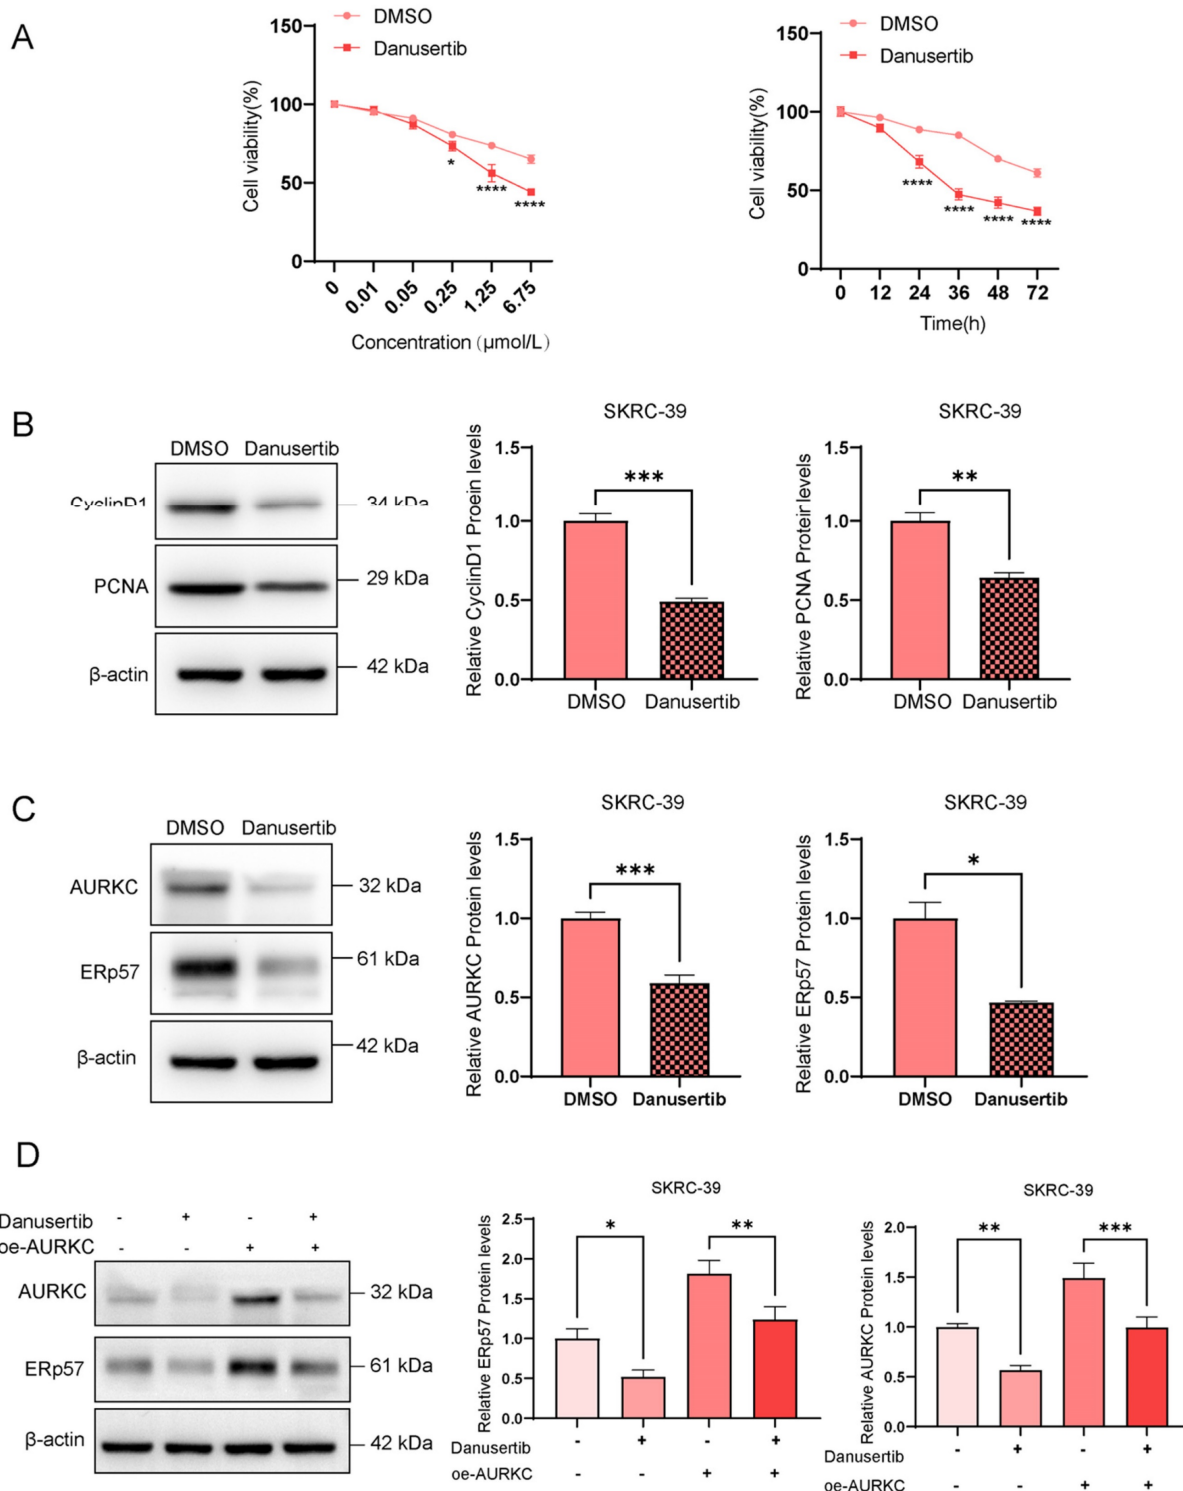 A
DMSO
Danusertib
150
100
50
0
Cell viability(%)
*
****
****
0 0.01 0.05 0.25 1.25 6.75
Concentration (μmol/L)
DMSO
Danusertib
150
100
50
0
Cell viability(%)
****
****
****
****
0 12 24 36 48 72
Time(h)
B
DMSO Danusertib
CyclinD1 34 kDa
PCNA 29 kDa
β-actin 42 kDa
SKRC-39
Relative CyclinD1 Proein levels
1.5
1.0
0.5
0.0
***
DMSO Danusertib
SKRC-39
Relative PCNA Protein levels
1.5
1.0
0.5
0.0
**
DMSO Danusertib
C
DMSO Danusertib
AURKC 32 kDa
ERp57 61 kDa
β-actin 42 kDa
SKRC-39
Relative AURKC Protein levels
1.5
1.0
0.5
0.0
***
DMSO Danusertib
SKRC-39
Relative ERp57 Protein levels
1.5
1.0
0.5
0.0
*
DMSO Danusertib
D
Danusertib - + - +
oe-AURKC - - + +
AURKC 32 kDa
ERp57 61 kDa
β-actin 42 kDa
SKRC-39
Relative ERp57 Protein levels
2.5
2.0
1.5
1.0
0.5
0.0
* **
Danusertib - + - +
oe-AURKC - - + +
SKRC-39
Relative AURKC Protein levels
2.0
1.5
1.0
0.5
0.0
** ***
Danusertib - + - +
oe-AURKC - - + +